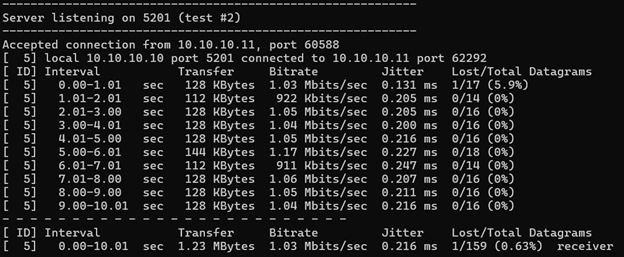 -----------------------------------------------------------
Server listening on 5201 (test #2)
-----------------------------------------------------------
Accepted connection from 10.10.10.11, port 60588
[  5] local 10.10.10.10 port 5201 connected to 10.10.10.11 port 62292
[ ID] Interval           Transfer     Bitrate         Jitter    Lost/Total Datagrams
[  5]   0.00-1.01   sec   128 KBytes  1.03 Mbits/sec  0.131 ms  1/17 (5.9%)
[  5]   1.01-2.01   sec   112 KBytes   922 Kbits/sec  0.205 ms  0/14 (0%)
[  5]   2.01-3.00   sec   128 KBytes  1.05 Mbits/sec  0.205 ms  0/16 (0%)
[  5]   3.00-4.01   sec   128 KBytes  1.04 Mbits/sec  0.200 ms  0/16 (0%)
[  5]   4.01-5.00   sec   128 KBytes  1.05 Mbits/sec  0.216 ms  0/16 (0%)
[  5]   5.00-6.01   sec   144 KBytes  1.17 Mbits/sec  0.227 ms  0/18 (0%)
[  5]   6.01-7.01   sec   112 KBytes   911 Kbits/sec  0.247 ms  0/14 (0%)
[  5]   7.01-8.00   sec   128 KBytes  1.06 Mbits/sec  0.207 ms  0/16 (0%)
[  5]   8.00-9.00   sec   128 KBytes  1.05 Mbits/sec  0.211 ms  0/16 (0%)
[  5]   9.00-10.01  sec   128 KBytes  1.04 Mbits/sec  0.216 ms  0/16 (0%)
- - - - - - - - - - - - - - - - - - - - - - - - -
[ ID] Interval           Transfer     Bitrate         Jitter    Lost/Total Datagrams
[  5]   0.00-10.01  sec  1.23 MBytes  1.03 Mbits/sec  0.216 ms  1/159 (0.63%)  receiver